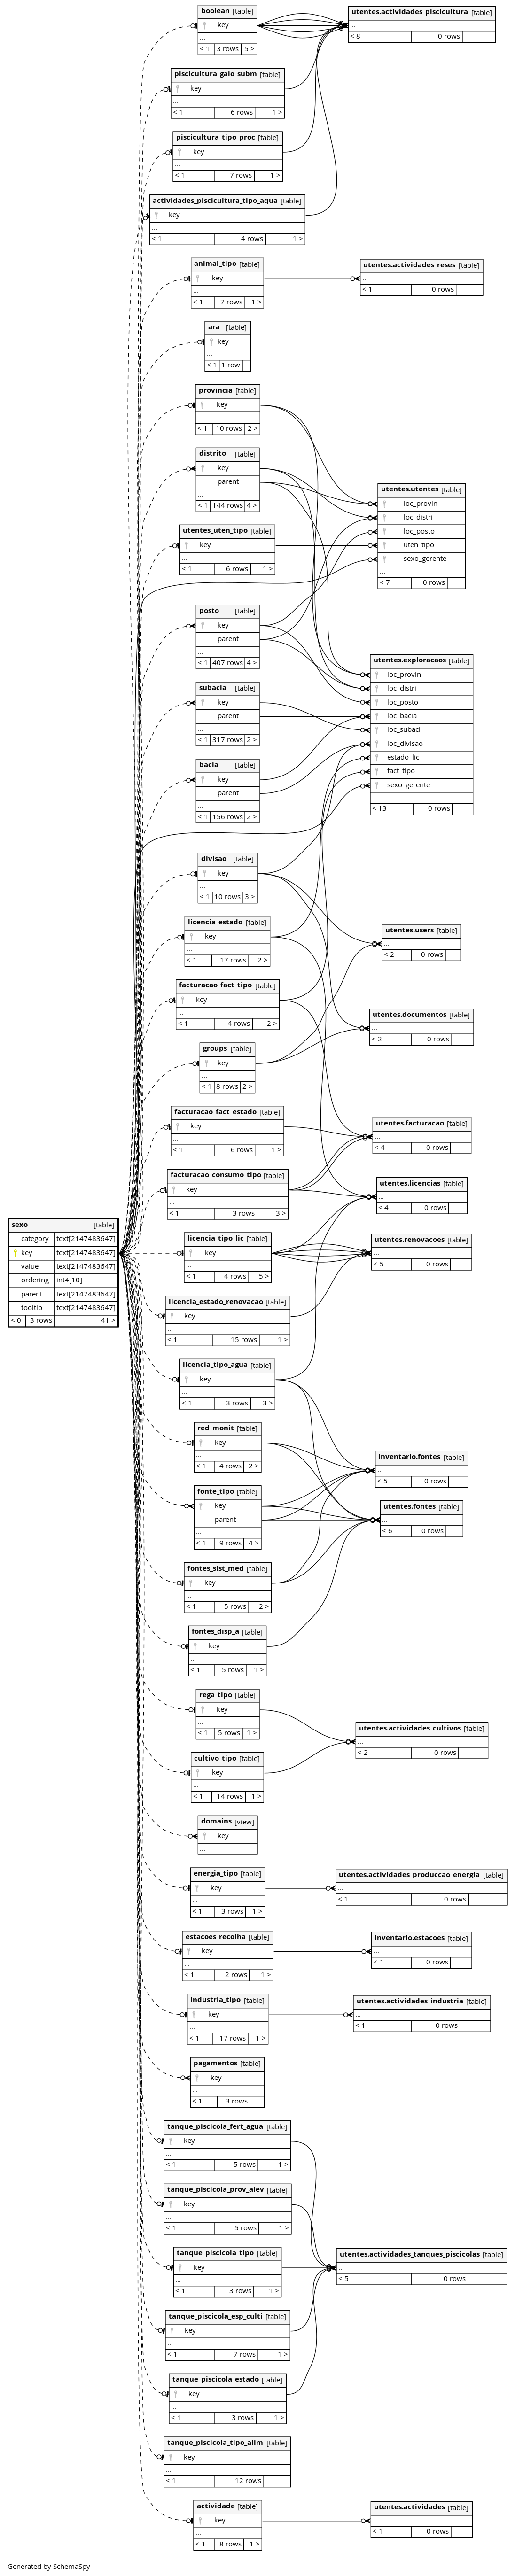 boolean [table]
key
...
< 1 3 rows 5 >
utentes.actividades_piscicultura [table]
...
< 8 0 rows
piscicultura_gaio_subm [table]
key
...
< 1 6 rows 1 >
piscicultura_tipo_proc [table]
key
...
< 1 7 rows 1 >
actividades_piscicultura_tipo_aqua [table]
key
...
< 1 4 rows 1 >
animal_tipo [table]
key
...
< 1 7 rows 1 >
utentes.actividades_reses [table]
...
< 1 0 rows
ara [table]
key
...
< 1 1 row
provincia [table]
key
...
< 1 10 rows 2 >
distrito [table]
key
parent
...
< 1 144 rows 4 >
utentes.utentes [table]
loc_provin
loc_distri
loc_posto
uten_tipo
sexo_gerente
...
< 7 0 rows
utentes_uten_tipo [table]
key
...
< 1 6 rows 1 >
posto [table]
key
parent
...
< 1 407 rows 4 >
utentes.exploracaos [table]
loc_provin
loc_distri
loc_posto
loc_bacia
loc_subaci
loc_divisao
estado_lic
fact_tipo
sexo_gerente
...
< 13 0 rows
subacia [table]
key
parent
...
< 1 317 rows 2 >
bacia [table]
key
parent
...
< 1 156 rows 2 >
divisao [table]
key
...
< 1 10 rows 3 >
licencia_estado [table]
key
...
< 1 17 rows 2 >
utentes.users [table]
...
< 2 0 rows
facturacao_fact_tipo [table]
key
...
< 1 4 rows 2 >
utentes.documentos [table]
...
< 2 0 rows
groups [table]
key
...
< 1 8 rows 2 >
facturacao_fact_estado [table]
key
...
< 1 6 rows 1 >
utentes.facturacao [table]
...
< 4 0 rows
facturacao_consumo_tipo [table]
key
...
< 1 3 rows 3 >
utentes.licencias [table]
...
< 4 0 rows
sexo [table]
category text[2147483647]
key text[2147483647]
value text[2147483647]
ordering int4[10]
parent text[2147483647]
tooltip text[2147483647]
< 0 3 rows 41 >
licencia_tipo_lic [table]
key
...
< 1 4 rows 5 >
utentes.renovacoes [table]
...
< 5 0 rows
licencia_estado_renovacao [table]
key
...
< 1 15 rows 1 >
licencia_tipo_agua [table]
key
...
< 1 3 rows 3 >
red_monit [table]
key
...
< 1 4 rows 2 >
inventario.fontes [table]
...
< 5 0 rows
fonte_tipo [table]
key
parent
...
< 1 9 rows 4 >
utentes.fontes [table]
...
< 6 0 rows
fontes_sist_med [table]
key
...
< 1 5 rows 2 >
fontes_disp_a [table]
key
...
< 1 5 rows 1 >
rega_tipo [table]
key
...
< 1 5 rows 1 >
utentes.actividades_cultivos [table]
...
< 2 0 rows
cultivo_tipo [table]
key
...
< 1 14 rows 1 >
domains [view]
key
...
energia_tipo [table]
key
...
< 1 3 rows 1 >
utentes.actividades_produccao_energia [table]
...
< 1 0 rows
estacoes_recolha [table]
key
...
< 1 2 rows 1 >
inventario.estacoes [table]
...
< 1 0 rows
industria_tipo [table]
key
...
< 1 17 rows 1 >
utentes.actividades_industria [table]
...
< 1 0 rows
pagamentos [table]
key
...
< 1 3 rows
tanque_piscicola_fert_agua [table]
key
...
< 1 5 rows 1 >
tanque_piscicola_prov_alev [table]
key
...
< 1 5 rows 1 >
tanque_piscicola_tipo [table]
key
...
< 1 3 rows 1 >
utentes.actividades_tanques_piscicolas [table]
...
< 5 0 rows
tanque_piscicola_esp_culti [table]
key
...
< 1 7 rows 1 >
tanque_piscicola_estado [table]
key
...
< 1 3 rows 1 >
tanque_piscicola_tipo_alim [table]
key
...
< 1 12 rows
actividade [table]
key
...
< 1 8 rows 1 >
utentes.actividades [table]
...
< 1 0 rows
Generated by SchemaSpy